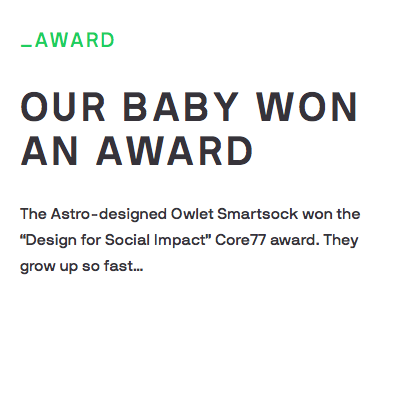 _AWARD
OUR BABY WON
AN AWARD
The Astro-designed Owlet Smartsock won the
“Design for Social Impact” Core77 award. They
grow up so fast...